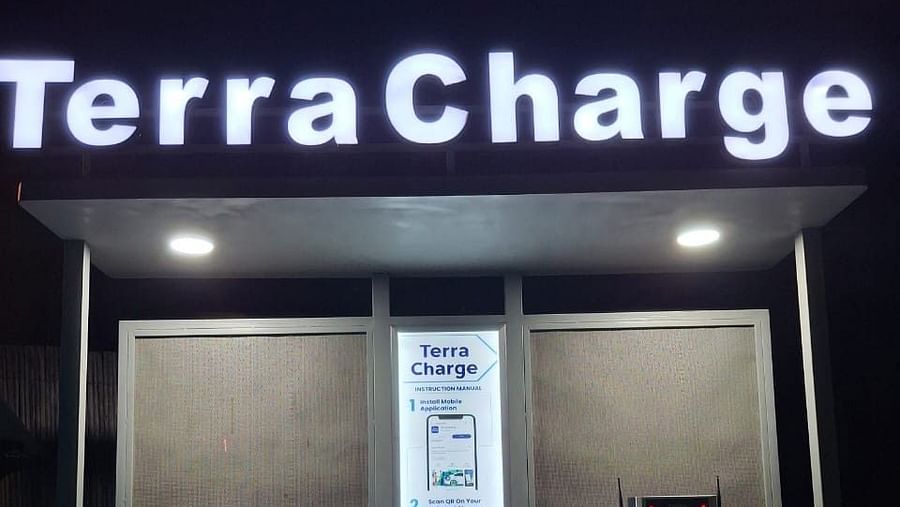 TerraCharge
Terra
Charge
INSTRUCTION MANUAL
1 Install Mobile
Application
2 Scan QR On Your